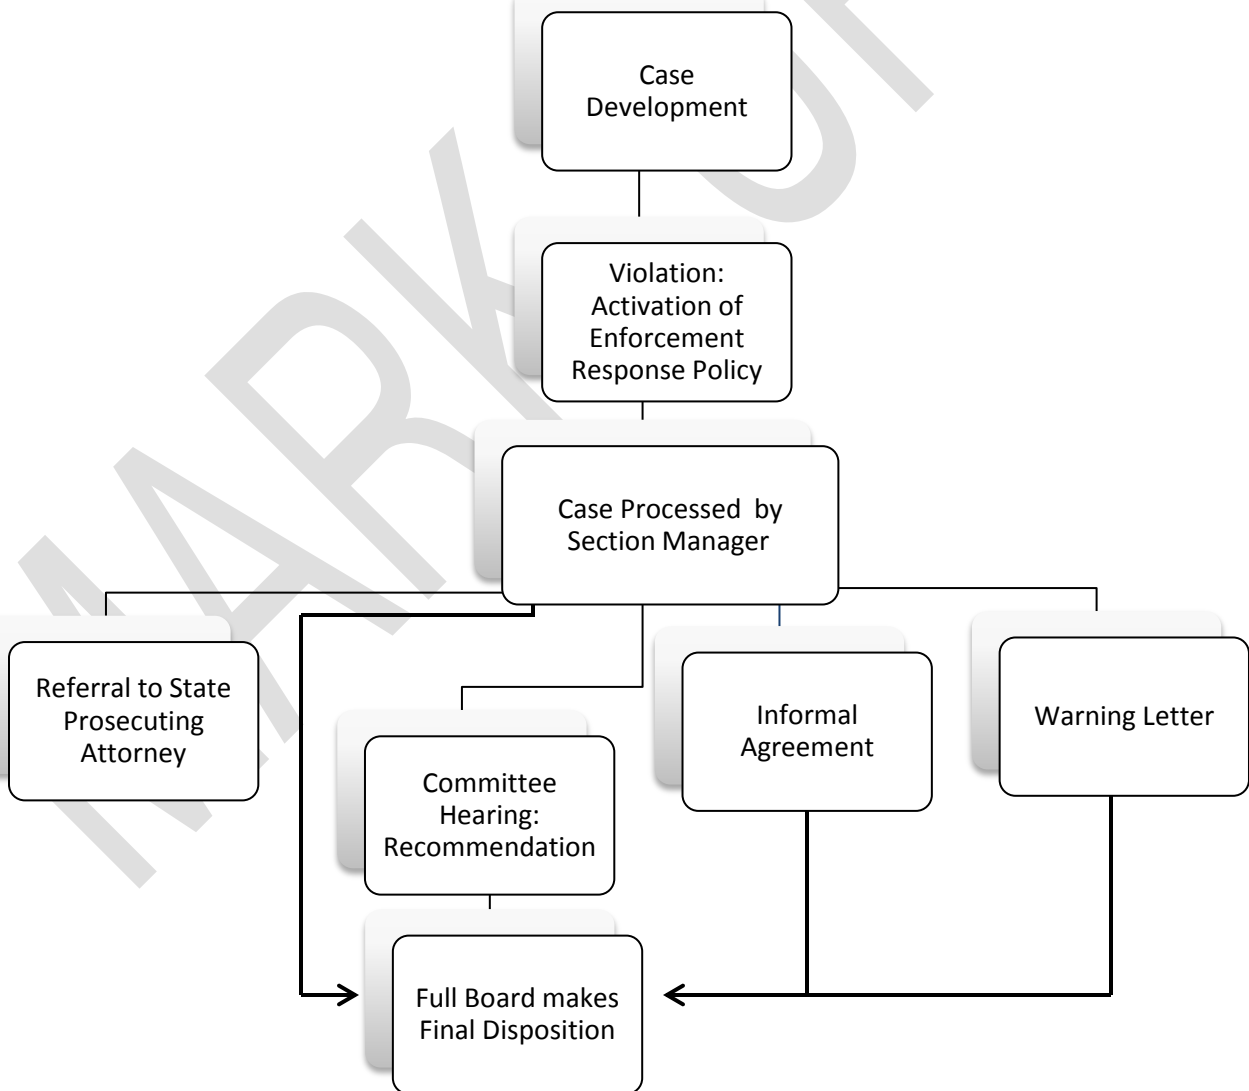 Case
Development
Violation:
Activation of
Enforcement
Response Policy
Case Processed by
Section Manager
Referral to State
Prosecuting
Attorney
Committee
Hearing:
Recommendation
Informal
Agreement
Warning Letter
Full Board makes
Final Disposition
MARK